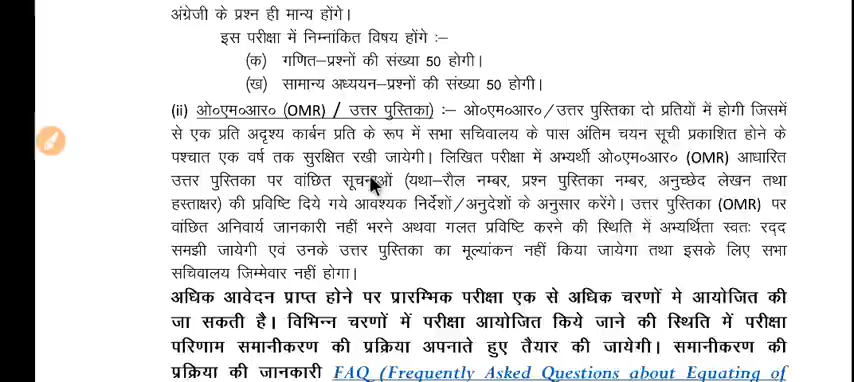 अंग्रेजी के प्रश्न ही मान्य होंगे।
इस परीक्षा में निम्नांकित विषय होंगे :–
(क) गणित–प्रश्नों की संख्या 50 होगी।
(ख) सामान्य अध्ययन–प्रश्नों की संख्या 50 होगी।
(ii) ओ०एम०आर० (OMR) / उत्तर पुस्तिका) :– ओ०एम०आर०/उत्तर पुस्तिका दो प्रतियों में होगी जिसमें
से एक प्रति अदृश्य कार्बन प्रति के रूप में सभा सचिवालय के पास अंतिम चयन सूची प्रकाशित होने के
पश्चात एक वर्ष तक सुरक्षित रखी जायेगी। लिखित परीक्षा में अभ्यर्थी ओ०एम०आर० (OMR) आधारित
उत्तर पुस्तिका पर वांछित सूचनाओं (यथा–रौल नम्बर, प्रश्न पुस्तिका नम्बर, अनुच्छेद लेखन तथा
हस्ताक्षर) की प्रविष्टि दिये गये आवश्यक निर्देशों/अनुदेशों के अनुसार करेंगे। उत्तर पुस्तिका (OMR) पर
वांछित अनिवार्य जानकारी नहीं भरने अथवा गलत प्रविष्टि करने की स्थिति में अभ्यर्थिता स्वतः रद्द
समझी जायेगी एवं उनके उत्तर पुस्तिका का मूल्यांकन नहीं किया जायेगा तथा इसके लिए सभा
सचिवालय जिम्मेवार नहीं होगा।
अधिक आवेदन प्राप्त होने पर प्रारम्भिक परीक्षा एक से अधिक चरणों मे आयोजित की
जा सकती है। विभिन्न चरणों में परीक्षा आयोजित किये जाने की स्थिति में परीक्षा
परिणाम समानीकरण की प्रक्रिया अपनाते हुए तैयार की जायेगी। समानीकरण की
प्रक्रिया की जानकारी FAQ (Frequently Asked Questions about Equating of